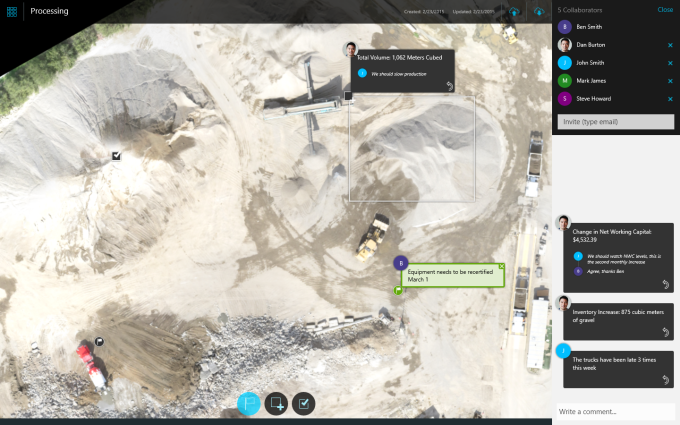 Processing
Created: 2/23/2015 Updated: 2/23/2015
5 Collaborators
Close
B Ben Smith
Dan Burton
J John Smith
M Mark James
S Steve Howard
Invite (type email)
Total Volume: 1,062 Meters Cubed
J We should slow production
B
Equipment needs to be recertified
March 1
Change in Net Working Capital:
$4,532.39
J We should watch NWC levels, this is
the second monthly increase
B Agree, thanks Ben
Inventory Increase: 875 cubic meters
of gravel
J
The trucks have been late 3 times
this week
Write a comment...